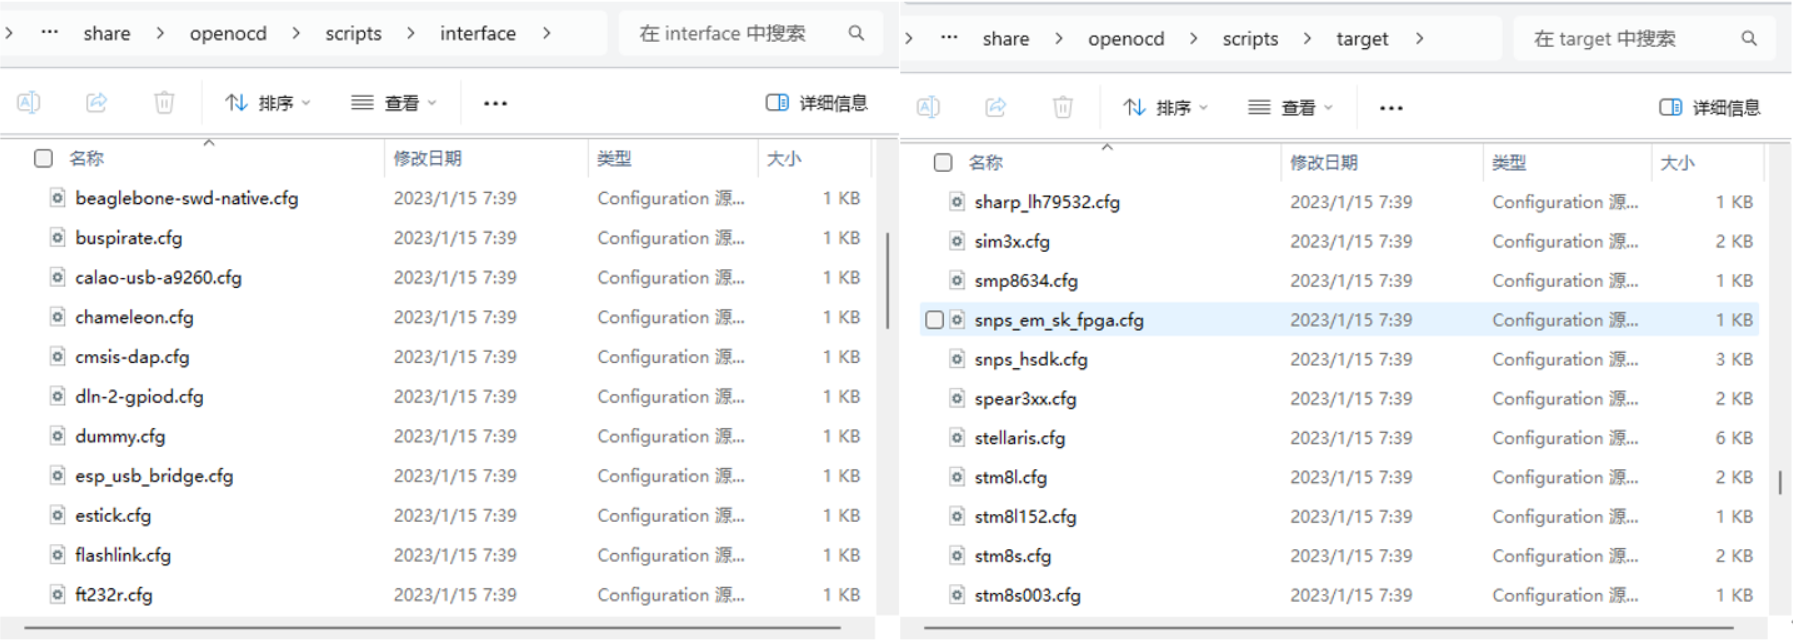 share openocd scripts interface 在 interface 中搜索
排序 查看 详细信息
名称 修改日期 类型 大小
beaglebone-swd-native.cfg 2023/1/15 7:39 Configuration 源... 1 KB
buspirate.cfg 2023/1/15 7:39 Configuration 源... 1 KB
calao-usb-a9260.cfg 2023/1/15 7:39 Configuration 源... 1 KB
chameleon.cfg 2023/1/15 7:39 Configuration 源... 1 KB
cmsis-dap.cfg 2023/1/15 7:39 Configuration 源... 1 KB
dln-2-gpiod.cfg 2023/1/15 7:39 Configuration 源... 1 KB
dummy.cfg 2023/1/15 7:39 Configuration 源... 1 KB
esp_usb_bridge.cfg 2023/1/15 7:39 Configuration 源... 1 KB
estick.cfg 2023/1/15 7:39 Configuration 源... 1 KB
flashlink.cfg 2023/1/15 7:39 Configuration 源... 1 KB
ft232r.cfg 2023/1/15 7:39 Configuration 源... 1 KB
share openocd scripts target 在 target 中搜索
排序 查看 详细信息
名称 修改日期 类型 大小
sharp_lh79532.cfg 2023/1/15 7:39 Configuration 源... 1 KB
sim3x.cfg 2023/1/15 7:39 Configuration 源... 2 KB
smp8634.cfg 2023/1/15 7:39 Configuration 源... 1 KB
snps_em_sk_fpga.cfg 2023/1/15 7:39 Configuration 源... 1 KB
snps_hsdk.cfg 2023/1/15 7:39 Configuration 源... 3 KB
spear3xx.cfg 2023/1/15 7:39 Configuration 源... 2 KB
stellaris.cfg 2023/1/15 7:39 Configuration 源... 6 KB
stm8l.cfg 2023/1/15 7:39 Configuration 源... 2 KB
stm8l152.cfg 2023/1/15 7:39 Configuration 源... 1 KB
stm8s.cfg 2023/1/15 7:39 Configuration 源... 2 KB
stm8s003.cfg 2023/1/15 7:39 Configuration 源... 1 KB